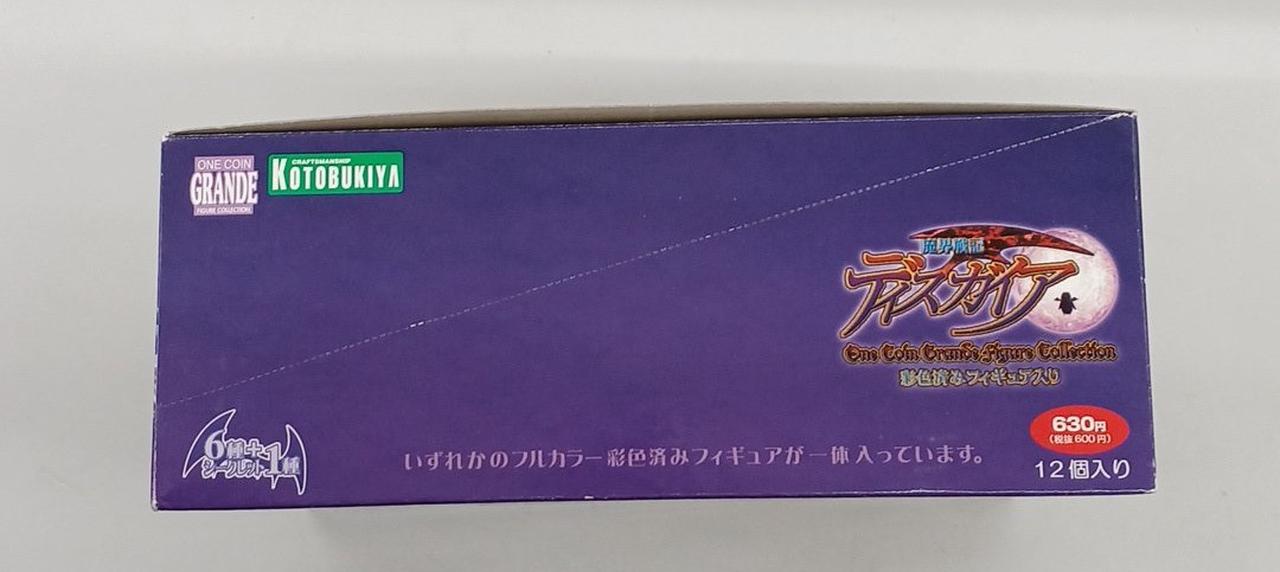 ONE COIN
GRANDE
FIGURE COLLECTION
CRAFTSMANSHIP
KOTOBUKIYA
魔界戦記
ディスガイア
One Coin Grande Figure Collection
彩色済みフィギュア入り
630円
(税抜600円)
12個入り
6種+
シークレット1種
いずれかのフルカラー彩色済みフィギュアが一体入っています。